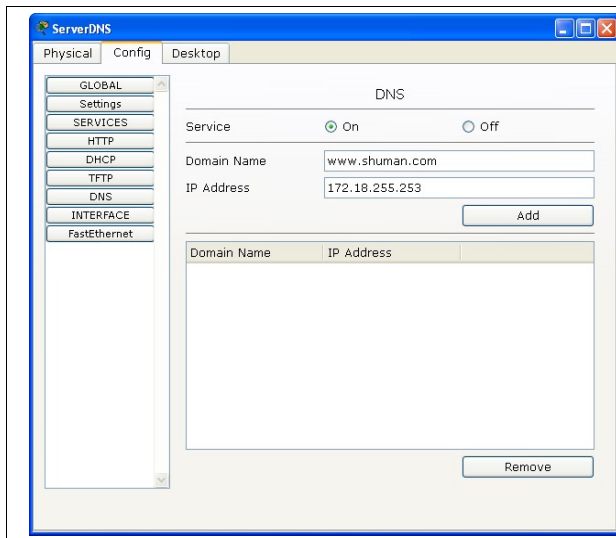 ServerDNS
Physical Config Desktop
GLOBAL
Settings
SERVICES
HTTP
DHCP
TFTP
DNS
INTERFACE
FastEthernet
DNS
Service On Off
Domain Name www.shuman.com
IP Address 172.18.255.253
Add
Domain Name IP Address
Remove